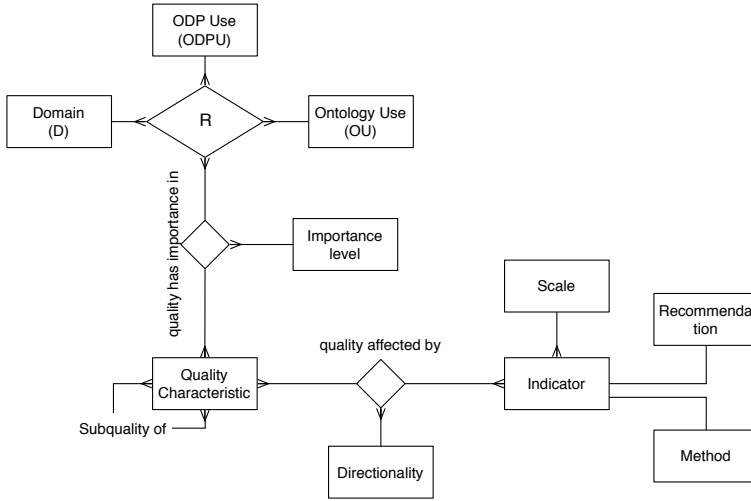 ODP Use
(ODPU)
Domain
(D)
R
Ontology Use
(OU)
quality has importance in
Importance
level
Scale
Recommenda
tion
quality affected by
Quality
Characteristic
Indicator
Subquality of
Directionality
Method